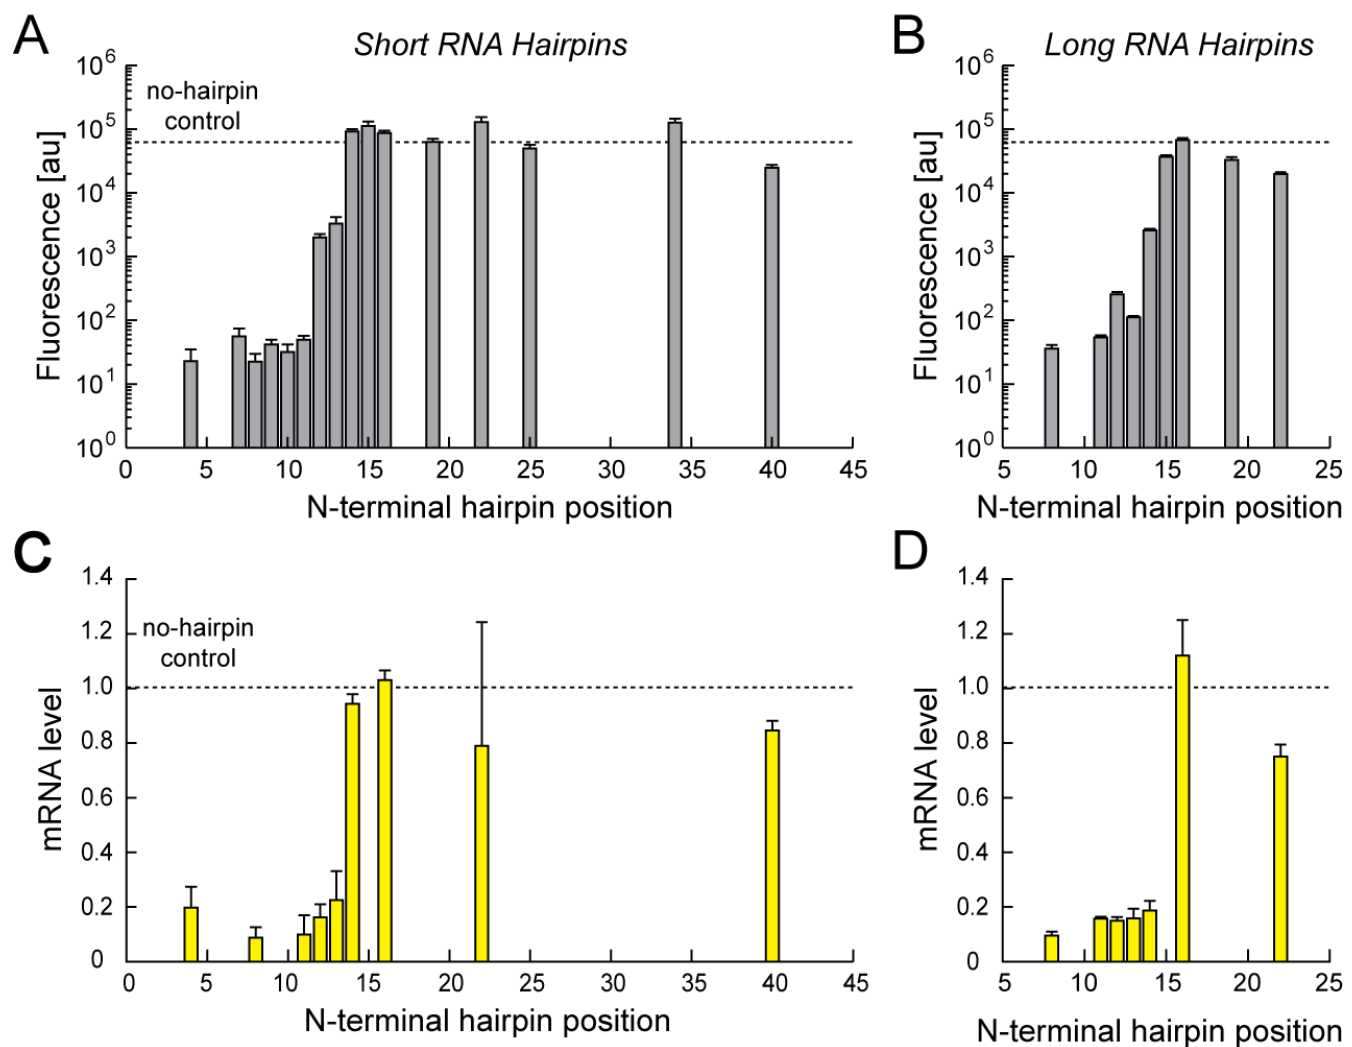 A
Short RNA Hairpins
10^6
10^5
10^4
10^3
10^2
10^1
10^0
Fluorescence [au]
no-hairpin
control
0 5 10 15 20 25 30 35 40 45
N-terminal hairpin position
B
Long RNA Hairpins
10^6
10^5
10^4
10^3
10^2
10^1
10^0
Fluorescence [au]
5 10 15 20 25
N-terminal hairpin position
C
1.4
1.2
1.0
0.8
0.6
0.4
0.2
0
mRNA level
no-hairpin
control
0 5 10 15 20 25 30 35 40 45
N-terminal hairpin position
D
1.4
1.2
1.0
0.8
0.6
0.4
0.2
0
mRNA level
5 10 15 20 25
N-terminal hairpin position